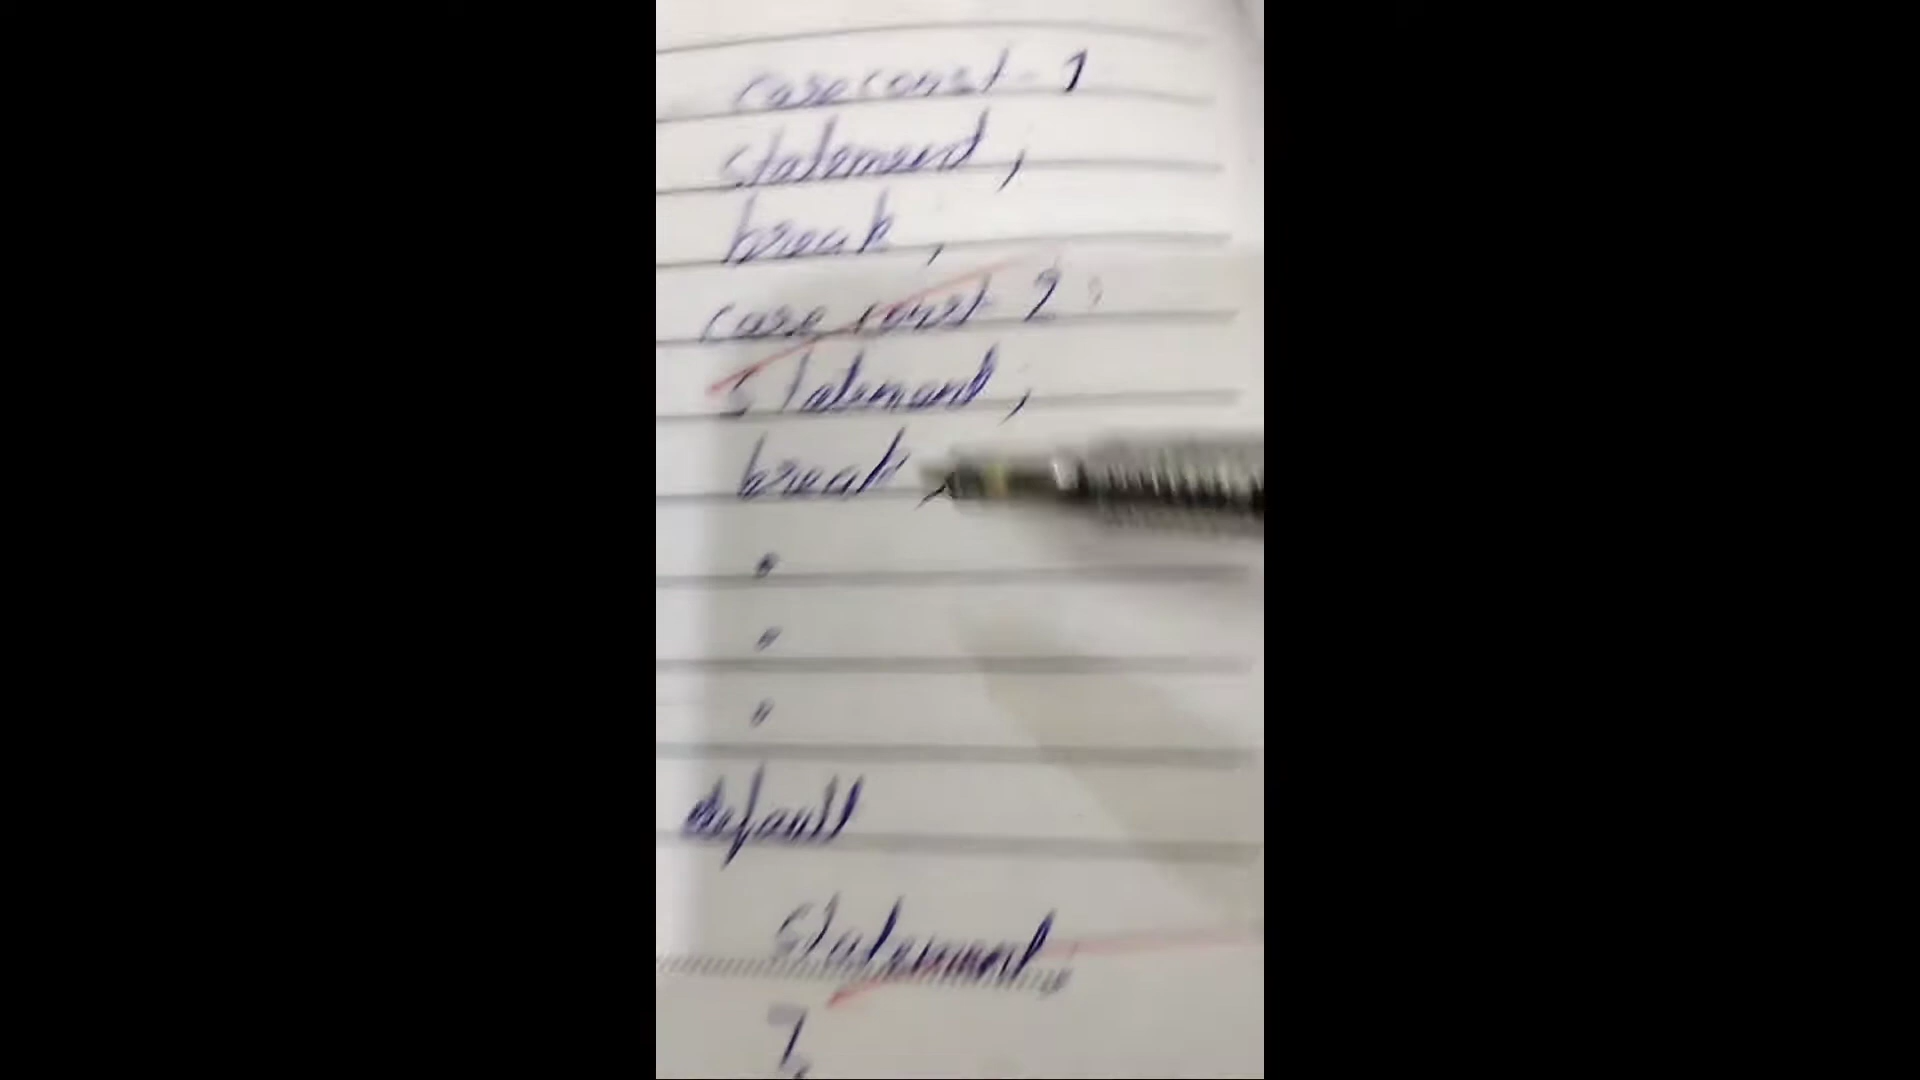 case const - 1
statement;
break;
case const 2:
statement;
break;
.
.
.
default
statement;
}